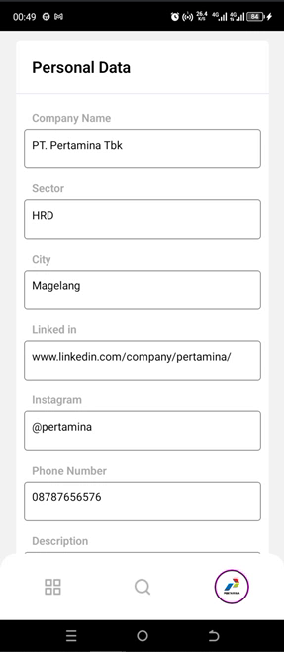 00:49
26.4
K/s
4G
4G
84
Personal Data
Company Name
PT. Pertamina Tbk
Sector
HRD
City
Magelang
Linked in
www.linkedin.com/company/pertamina/
Instagram
@pertamina
Phone Number
08787656576
Description
PERTAMINA